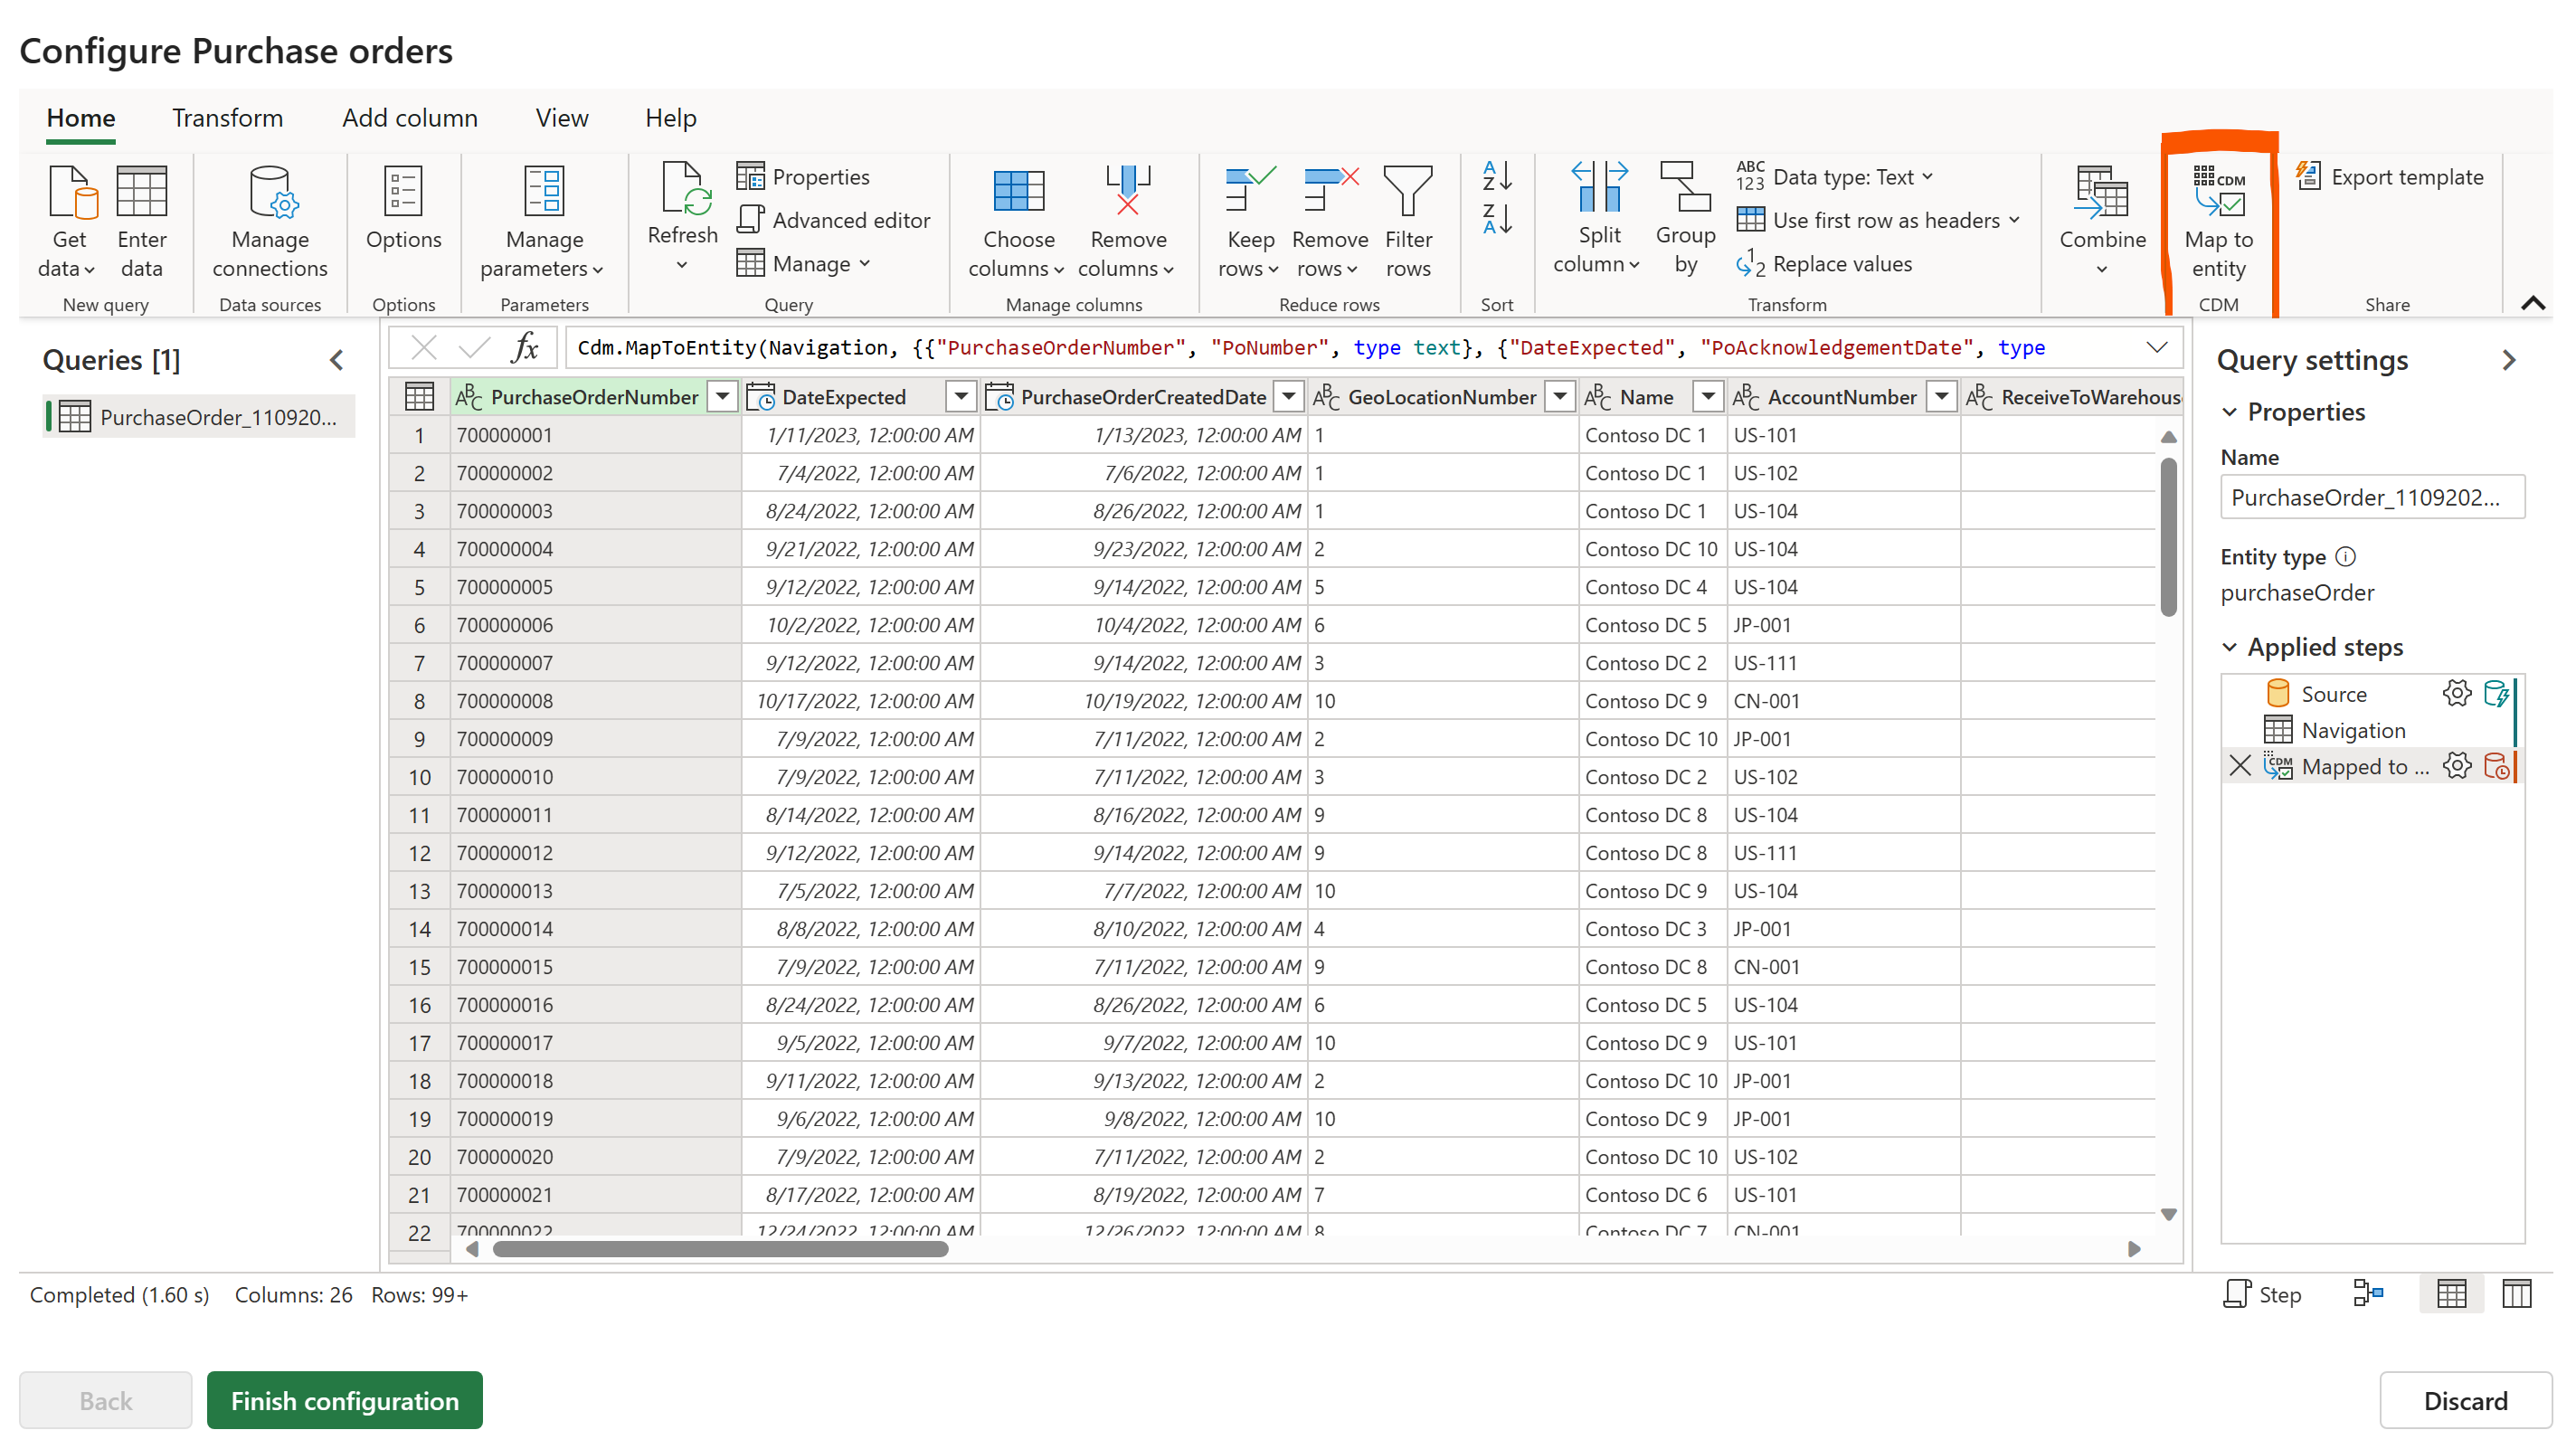 Configure Purchase orders
Home Transform Add column View Help
Get data
Enter data
New query
Manage connections
Data sources
Options
Options
Manage parameters
Parameters
Refresh
Properties
Advanced editor
Manage
Query
Choose columns
Remove columns
Manage columns
Keep rows
Remove rows
Filter rows
Reduce rows
A Z
Z A
Sort
Split column
Group by
ABC 123 Data type: Text
Use first row as headers
1 2 Replace values
Transform
Combine
CDM
Map to entity
CDM
Export template
Share
Queries [1]
PurchaseOrder_110920...
fx Cdm.MapToEntity(Navigation, {{"PurchaseOrderNumber", "PoNumber", type text}, {"DateExpected", "PoAcknowledgementDate", type
ABC PurchaseOrderNumber DateExpected PurchaseOrderCreatedDate ABC GeoLocationNumber ABC Name ABC AccountNumber ABC ReceiveToWarehous
1 700000001 1/11/2023, 12:00:00 AM 1/13/2023, 12:00:00 AM 1 Contoso DC 1 US-101
2 700000002 7/4/2022, 12:00:00 AM 7/6/2022, 12:00:00 AM 1 Contoso DC 1 US-102
3 700000003 8/24/2022, 12:00:00 AM 8/26/2022, 12:00:00 AM 1 Contoso DC 1 US-104
4 700000004 9/21/2022, 12:00:00 AM 9/23/2022, 12:00:00 AM 2 Contoso DC 10 US-104
5 700000005 9/12/2022, 12:00:00 AM 9/14/2022, 12:00:00 AM 5 Contoso DC 4 US-104
6 700000006 10/2/2022, 12:00:00 AM 10/4/2022, 12:00:00 AM 6 Contoso DC 5 JP-001
7 700000007 9/12/2022, 12:00:00 AM 9/14/2022, 12:00:00 AM 3 Contoso DC 2 US-111
8 700000008 10/17/2022, 12:00:00 AM 10/19/2022, 12:00:00 AM 10 Contoso DC 9 CN-001
9 700000009 7/9/2022, 12:00:00 AM 7/11/2022, 12:00:00 AM 2 Contoso DC 10 JP-001
10 700000010 7/9/2022, 12:00:00 AM 7/11/2022, 12:00:00 AM 3 Contoso DC 2 US-102
11 700000011 8/14/2022, 12:00:00 AM 8/16/2022, 12:00:00 AM 9 Contoso DC 8 US-104
12 700000012 9/12/2022, 12:00:00 AM 9/14/2022, 12:00:00 AM 9 Contoso DC 8 US-111
13 700000013 7/5/2022, 12:00:00 AM 7/7/2022, 12:00:00 AM 10 Contoso DC 9 US-104
14 700000014 8/8/2022, 12:00:00 AM 8/10/2022, 12:00:00 AM 4 Contoso DC 3 JP-001
15 700000015 7/9/2022, 12:00:00 AM 7/11/2022, 12:00:00 AM 9 Contoso DC 8 CN-001
16 700000016 8/24/2022, 12:00:00 AM 8/26/2022, 12:00:00 AM 6 Contoso DC 5 US-104
17 700000017 9/5/2022, 12:00:00 AM 9/7/2022, 12:00:00 AM 10 Contoso DC 9 US-101
18 700000018 9/11/2022, 12:00:00 AM 9/13/2022, 12:00:00 AM 2 Contoso DC 10 JP-001
19 700000019 9/6/2022, 12:00:00 AM 9/8/2022, 12:00:00 AM 10 Contoso DC 9 JP-001
20 700000020 7/9/2022, 12:00:00 AM 7/11/2022, 12:00:00 AM 2 Contoso DC 10 US-102
21 700000021 8/17/2022, 12:00:00 AM 8/19/2022, 12:00:00 AM 7 Contoso DC 6 US-101
22 700000022 12/24/2022, 12:00:00 AM 12/26/2022, 12:00:00 AM 8 Contoso DC 7 CN-001
Query settings
Properties
Name
PurchaseOrder_1109202...
Entity type
purchaseOrder
Applied steps
Source
Navigation
CDM Mapped to ...
Completed (1.60 s) Columns: 26 Rows: 99+
Step
Back
Finish configuration
Discard